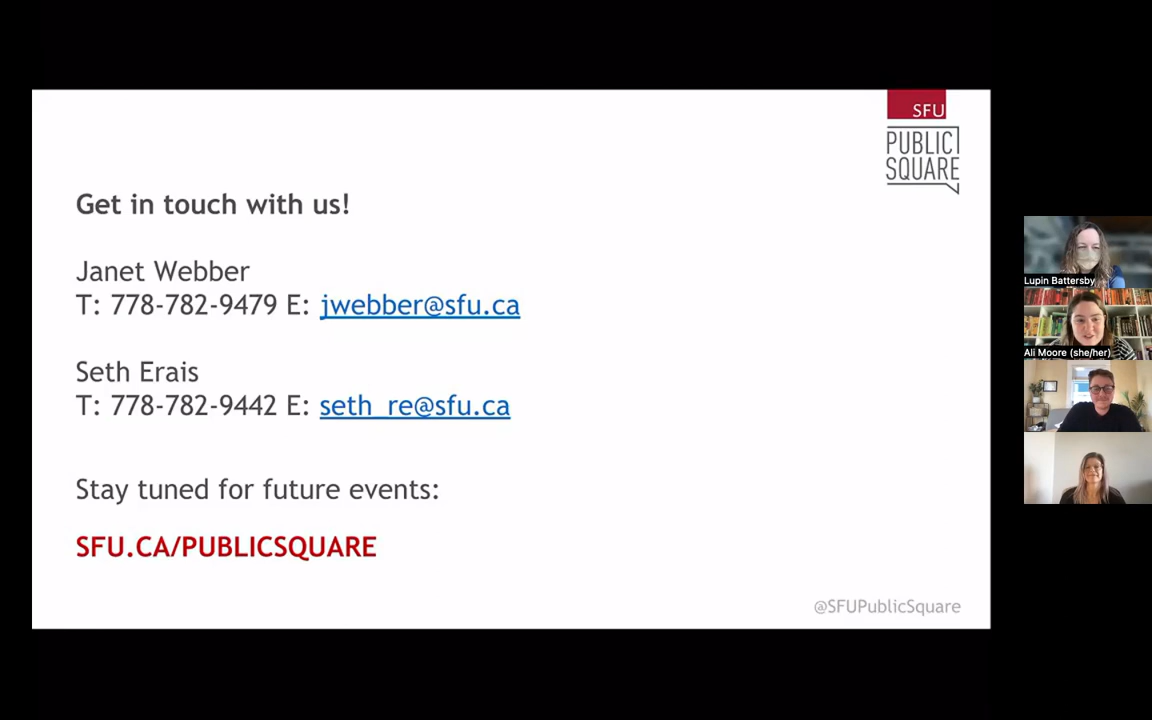 SFU
PUBLIC
SQUARE
Get in touch with us!
Janet Webber
T: 778-782-9479 E: jwebber@sfu.ca
Seth Erais
T: 778-782-9442 E: seth_re@sfu.ca
Stay tuned for future events:
SFU.CA/PUBLICSQUARE
@SFUPublicSquare
Lupin Battersby
Ali Moore (she/her)